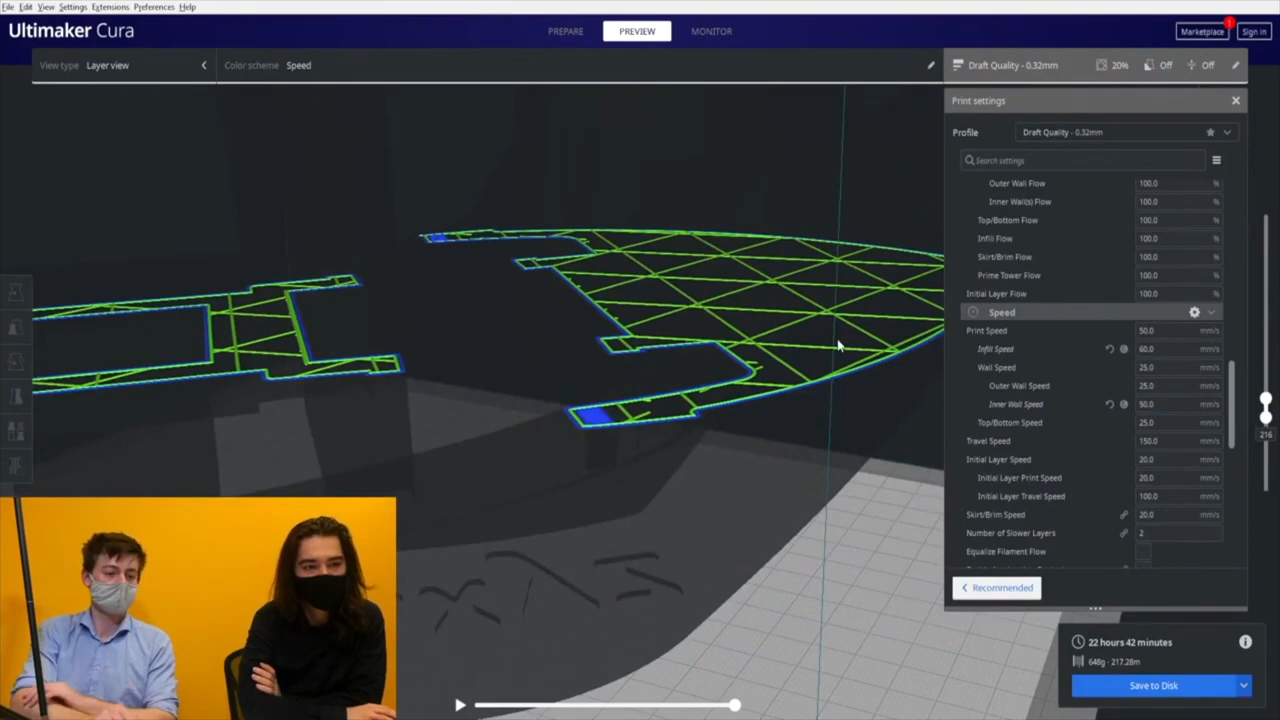 File Edit View Settings Extensions Preferences Help
Ultimaker Cura
PREPARE PREVIEW MONITOR
Marketplace 1 Sign in
View type Layer view Color scheme Speed
Draft Quality - 0.32mm 20% Off Off
Print settings
Profile Draft Quality - 0.32mm
Search settings
Outer Wall Flow 100.0 %
Inner Wall(s) Flow 100.0 %
Top/Bottom Flow 100.0 %
Infill Flow 100.0 %
Skirt/Brim Flow 100.0 %
Prime Tower Flow 100.0 %
Initial Layer Flow 100.0 %
Speed
Print Speed 50.0 mm/s
Infill Speed 60.0 mm/s
Wall Speed 25.0 mm/s
Outer Wall Speed 25.0 mm/s
Inner Wall Speed 50.0 mm/s
Top/Bottom Speed 25.0 mm/s
Travel Speed 150.0 mm/s
Initial Layer Speed 20.0 mm/s
Initial Layer Print Speed 20.0 mm/s
Initial Layer Travel Speed 100.0 mm/s
Skirt/Brim Speed 20.0 mm/s
Number of Slower Layers 2
Equalize Filament Flow
216
Recommended
22 hours 42 minutes
648g · 217.28m
Save to Disk